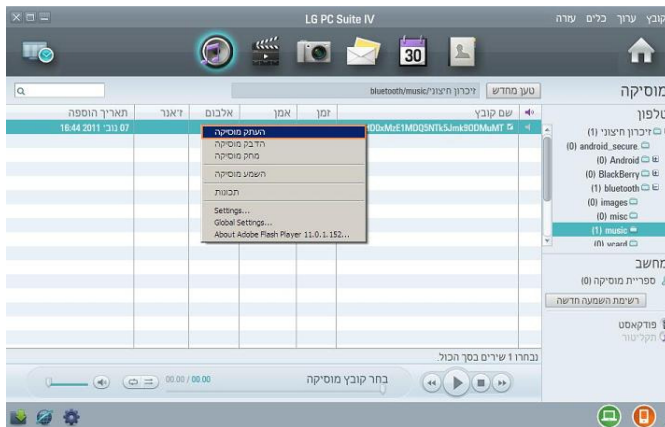 LG PC Suite IV
קובץ ערוך כלים עזרה
30
מוסיקה
טען מחדש
זיכרון חיצוני/bluetooth/music
שם קובץ זמן אמן אלבום ז'אנר תאריך הוספה
07 נוב׳ 2011 16:44
העתק מוסיקה
הדבק מוסיקה
מחק מוסיקה
השמע מוסיקה
תכונות
Settings...
Global Settings...
About Adobe Flash Player 11.0.1.152...
טלפון
זיכרון חיצוני (1)
android_secure (0)
Android (0)
BlackBerry (0)
bluetooth (1)
images (0)
misc (0)
music (1)
vcard (0)
מחשב
ספריית מוסיקה (0)
רשימת השמעה חדשה
פודקאסט
תקליטור
נבחרו 1 שירים בסך הכול.
00.00 / 00.00
בחר קובץ מוסיקה